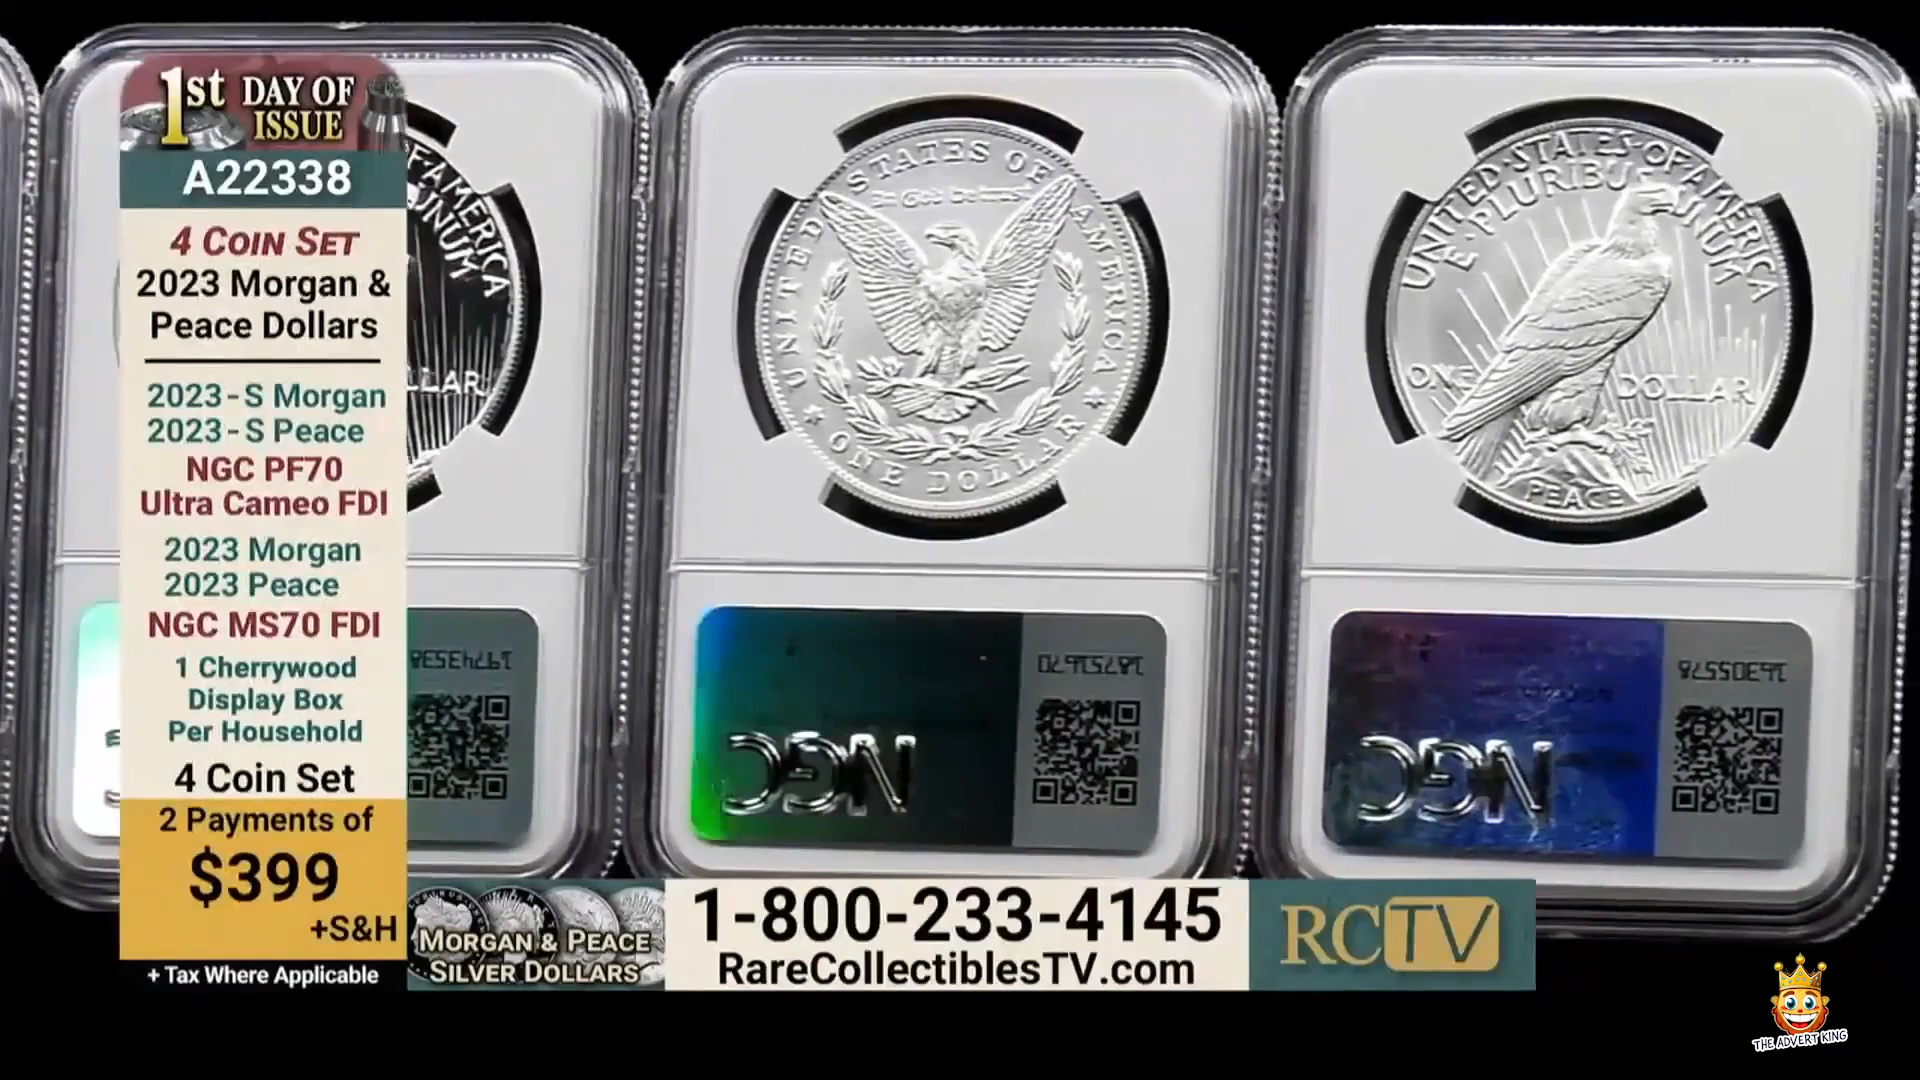 1st DAY OF
ISSUE
A22338
4 COIN SET
2023 Morgan &
Peace Dollars
2023-S Morgan
2023-S Peace
NGC PF70
Ultra Cameo FDI
2023 Morgan
2023 Peace
NGC MS70 FDI
1 Cherrywood
Display Box
Per Household
4 Coin Set
2 Payments of
$399
+S&H
+ Tax Where Applicable
MORGAN & PEACE
SILVER DOLLARS
1-800-233-4145
RareCollectiblesTV.com
RCTV
F·AMERICA
UNUM
LLAR
UNITED STATES OF AMERICA
In God we trust
ONE DOLLAR
NGC
UNITED·STATES·OF·AMERICA
E·PLURIBUS·UNUM
ONE DOLLAR
PEACE
NGC
THE ADVERT KING